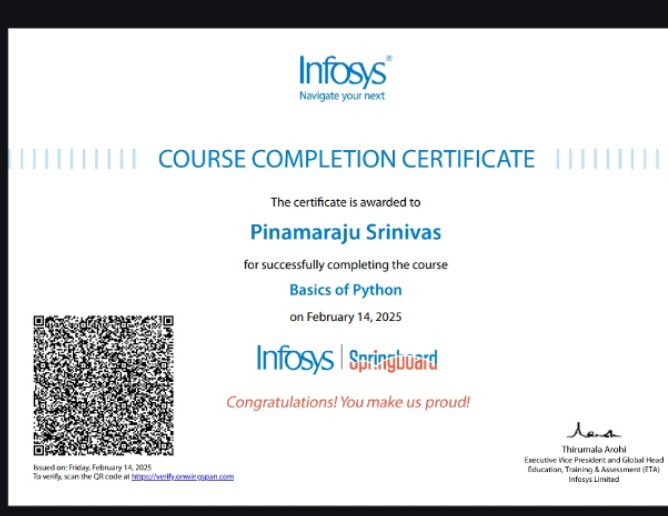 Infosys®
Navigate your next
COURSE COMPLETION CERTIFICATE
The certificate is awarded to
Pinamaraju Srinivas
for successfully completing the course
Basics of Python
on February 14, 2025
Infosys | Springboard
Congratulations! You make us proud!
Issued on: Friday, February 14, 2025
To verify, scan the QR code at https://verify.onwingspan.com
Thirumala Arohi
Executive Vice President and Global Head
Education, Training & Assessment (ETA)
Infosys Limited